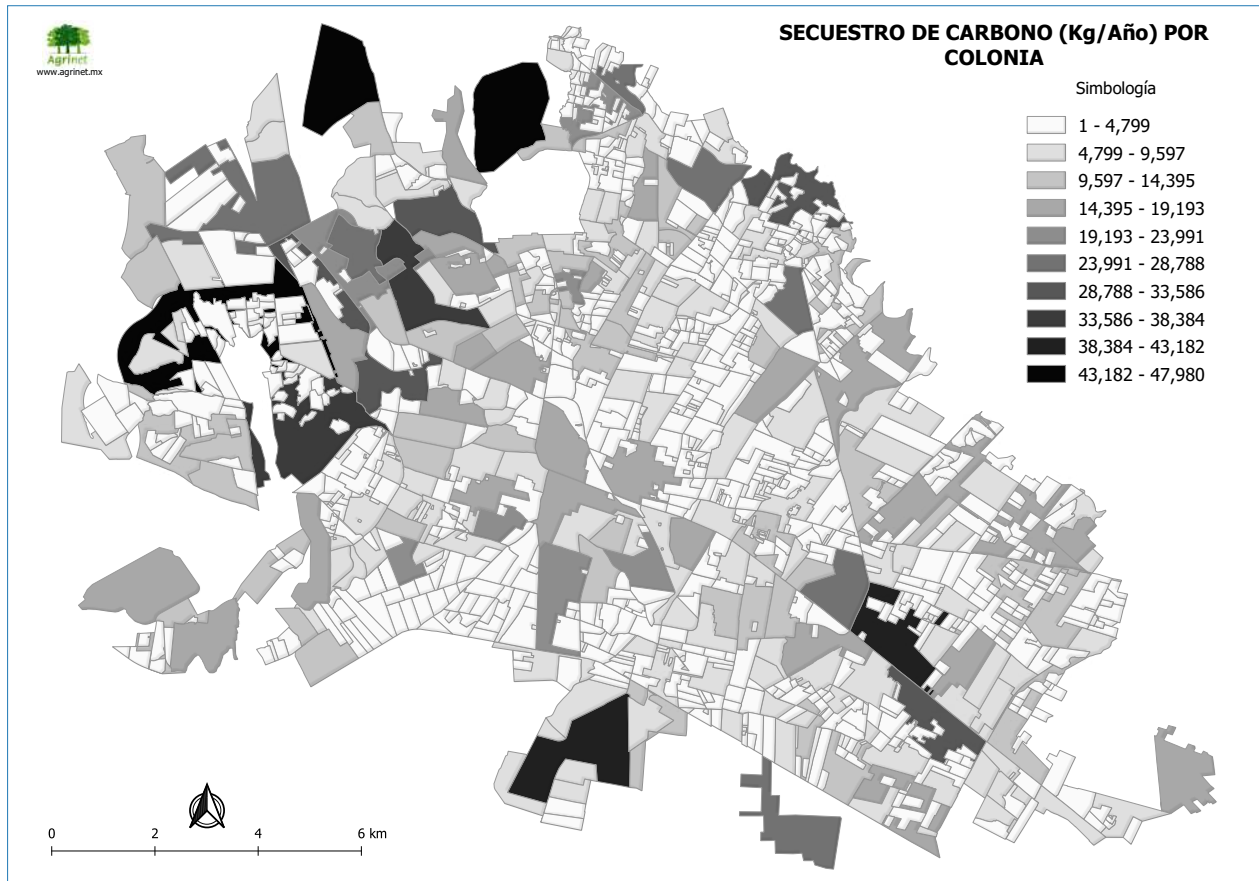 Agrinet
www.agrinet.mx
SECUESTRO DE CARBONO (Kg/Año) POR
COLONIA
Simbología
1 - 4,799
4,799 - 9,597
9,597 - 14,395
14,395 - 19,193
19,193 - 23,991
23,991 - 28,788
28,788 - 33,586
33,586 - 38,384
38,384 - 43,182
43,182 - 47,980
0 2 4 6 km